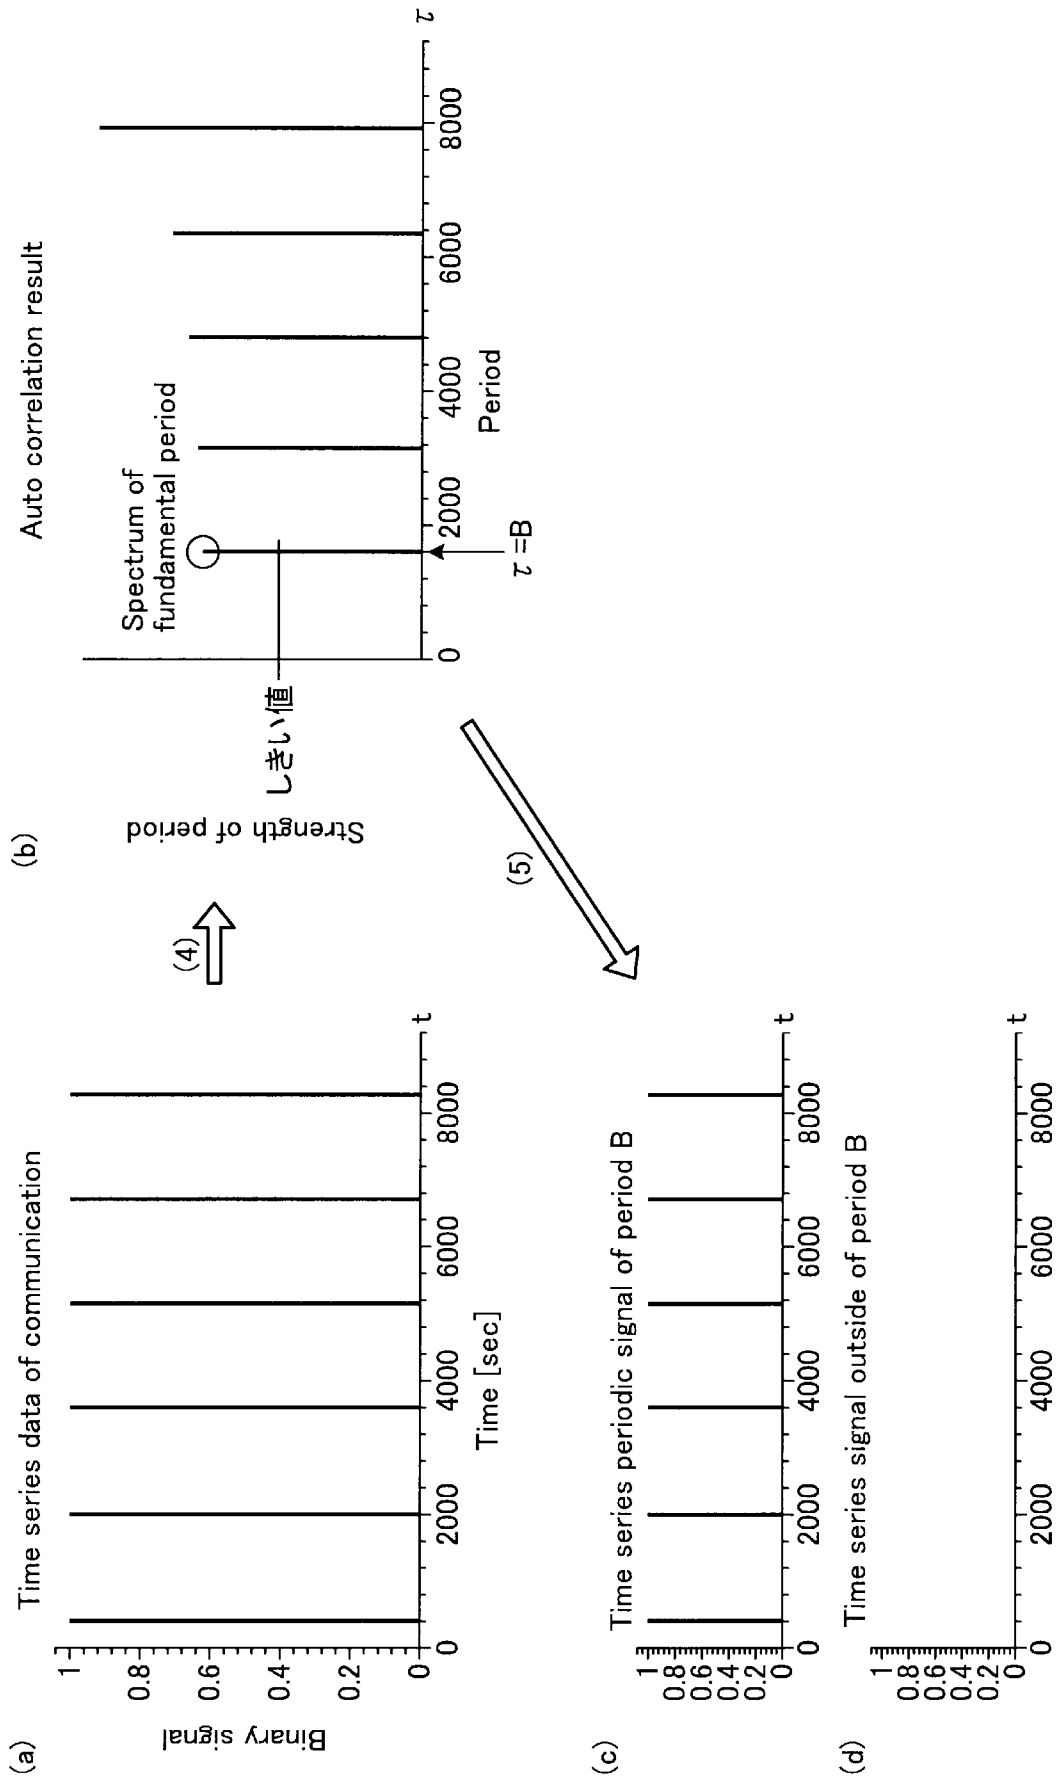 (a)
Time series data of communication
Binary signal
1
0.8
0.6
0.4
0.2
0
0
2000
4000
6000
8000
t
Time [sec]
(4)
(b)
Auto correlation result
Strength of period
しきい値
Spectrum of
fundamental period
0
2000
4000
6000
8000
τ
Period
τ=B
(5)
(c)
Time series periodic signal of period B
1
0.8
0.6
0.4
0.2
0
0
2000
4000
6000
8000
t
(d)
Time series signal outside of period B
1
0.8
0.6
0.4
0.2
0
0
2000
4000
6000
8000
t